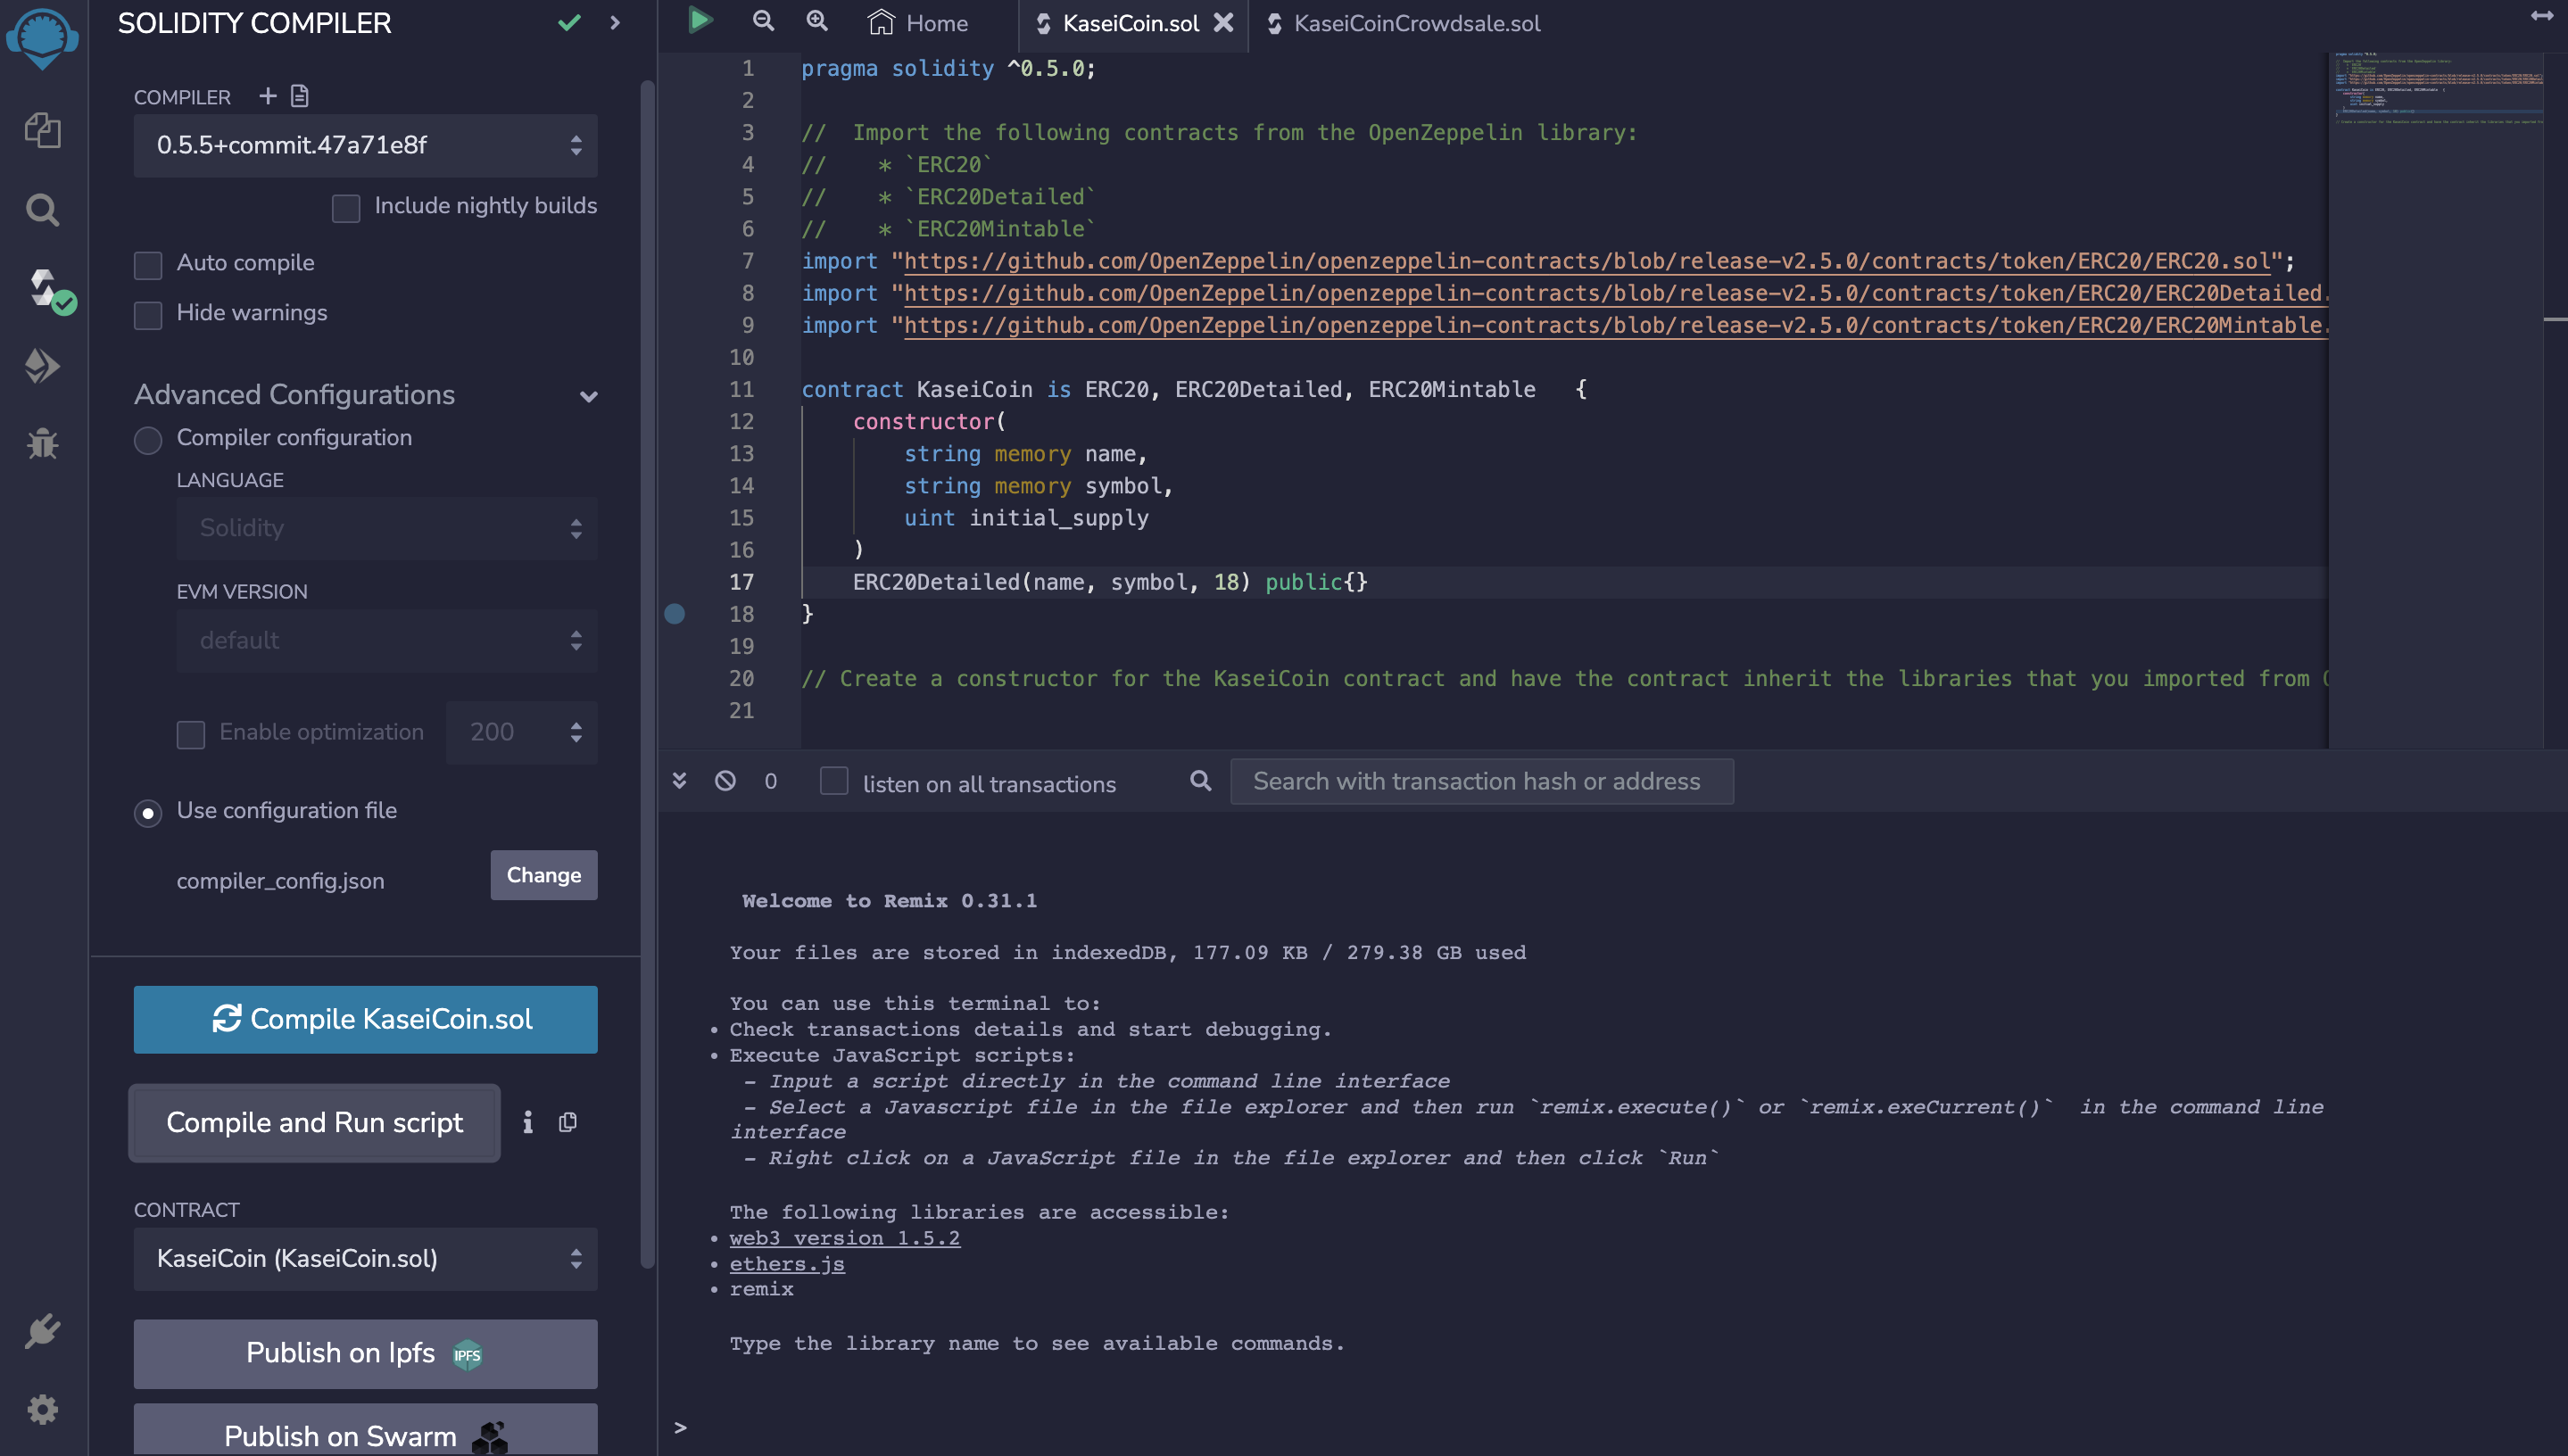 SOLIDITY COMPILER
COMPILER
0.5.5+commit.47a71e8f
Include nightly builds
Auto compile
Hide warnings
Advanced Configurations
Compiler configuration
LANGUAGE
Solidity
EVM VERSION
default
Enable optimization
200
Use configuration file
compiler_config.json
Change
Compile KaseiCoin.sol
Compile and Run script
CONTRACT
KaseiCoin (KaseiCoin.sol)
Publish on Ipfs
IPFS
Publish on Swarm
Home
KaseiCoin.sol
KaseiCoinCrowdsale.sol
1 pragma solidity ^0.5.0;
2
3 //  Import the following contracts from the OpenZeppelin library:
4 //    * `ERC20`
5 //    * `ERC20Detailed`
6 //    * `ERC20Mintable`
7 import "https://github.com/OpenZeppelin/openzeppelin-contracts/blob/release-v2.5.0/contracts/token/ERC20/ERC20.sol";
8 import "https://github.com/OpenZeppelin/openzeppelin-contracts/blob/release-v2.5.0/contracts/token/ERC20/ERC20Detailed.
9 import "https://github.com/OpenZeppelin/openzeppelin-contracts/blob/release-v2.5.0/contracts/token/ERC20/ERC20Mintable.
10
11 contract KaseiCoin is ERC20, ERC20Detailed, ERC20Mintable   {
12     constructor(
13         string memory name,
14         string memory symbol,
15         uint initial_supply
16     )
17     ERC20Detailed(name, symbol, 18) public{}
18 }
19
20 // Create a constructor for the KaseiCoin contract and have the contract inherit the libraries that you imported from
21
0
listen on all transactions
Search with transaction hash or address
Welcome to Remix 0.31.1
Your files are stored in indexedDB, 177.09 KB / 279.38 GB used
You can use this terminal to:
• Check transactions details and start debugging.
• Execute JavaScript scripts:
– Input a script directly in the command line interface
– Select a Javascript file in the file explorer and then run `remix.execute()` or `remix.exeCurrent()`  in the command line
interface
– Right click on a JavaScript file in the file explorer and then click `Run`
The following libraries are accessible:
• web3 version 1.5.2
• ethers.js
• remix
Type the library name to see available commands.
>